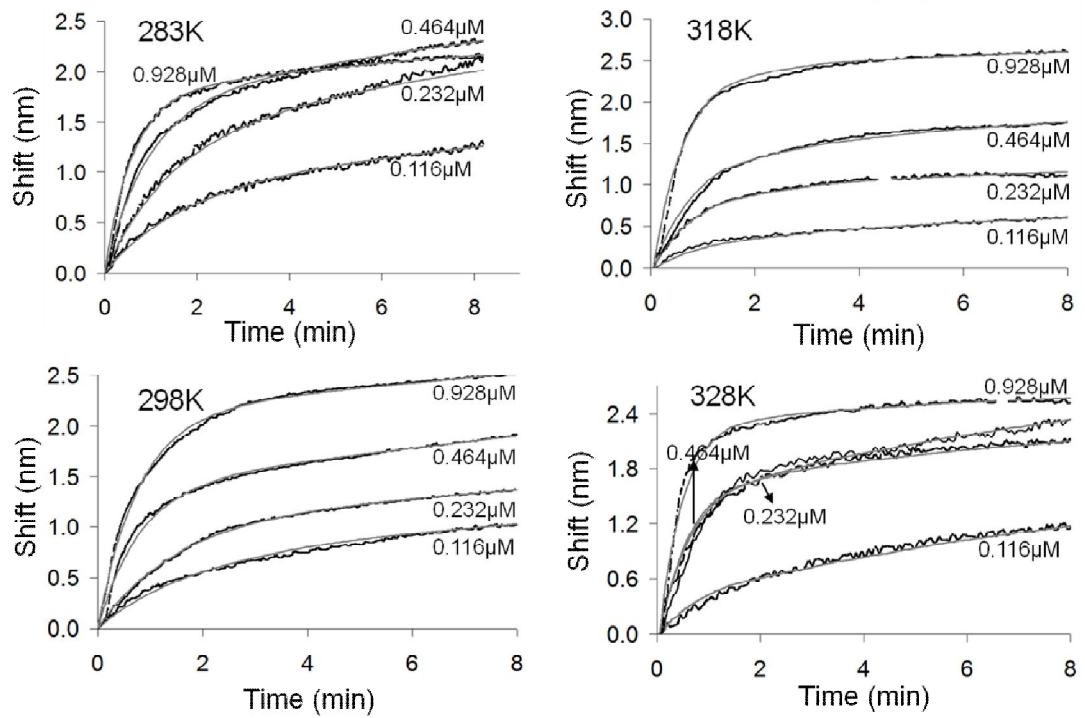 283K
Shift (nm)
2.5
2.0
1.5
1.0
0.5
0.0
0.464µM
0.928µM
0.232µM
0.116µM
0 2 4 6 8
Time (min)
318K
Shift (nm)
3.0
2.5
2.0
1.5
1.0
0.5
0.0
0.928µM
0.464µM
0.232µM
0.116µM
0 2 4 6 8
Time (min)
298K
Shift (nm)
2.5
2.0
1.5
1.0
0.5
0.0
0.928µM
0.464µM
0.232µM
0.116µM
0 2 4 6 8
Time (min)
328K
Shift (nm)
2.4
1.8
1.2
0.6
0.0
0.928µM
0.464µM
0.232µM
0.116µM
0 2 4 6 8
Time (min)